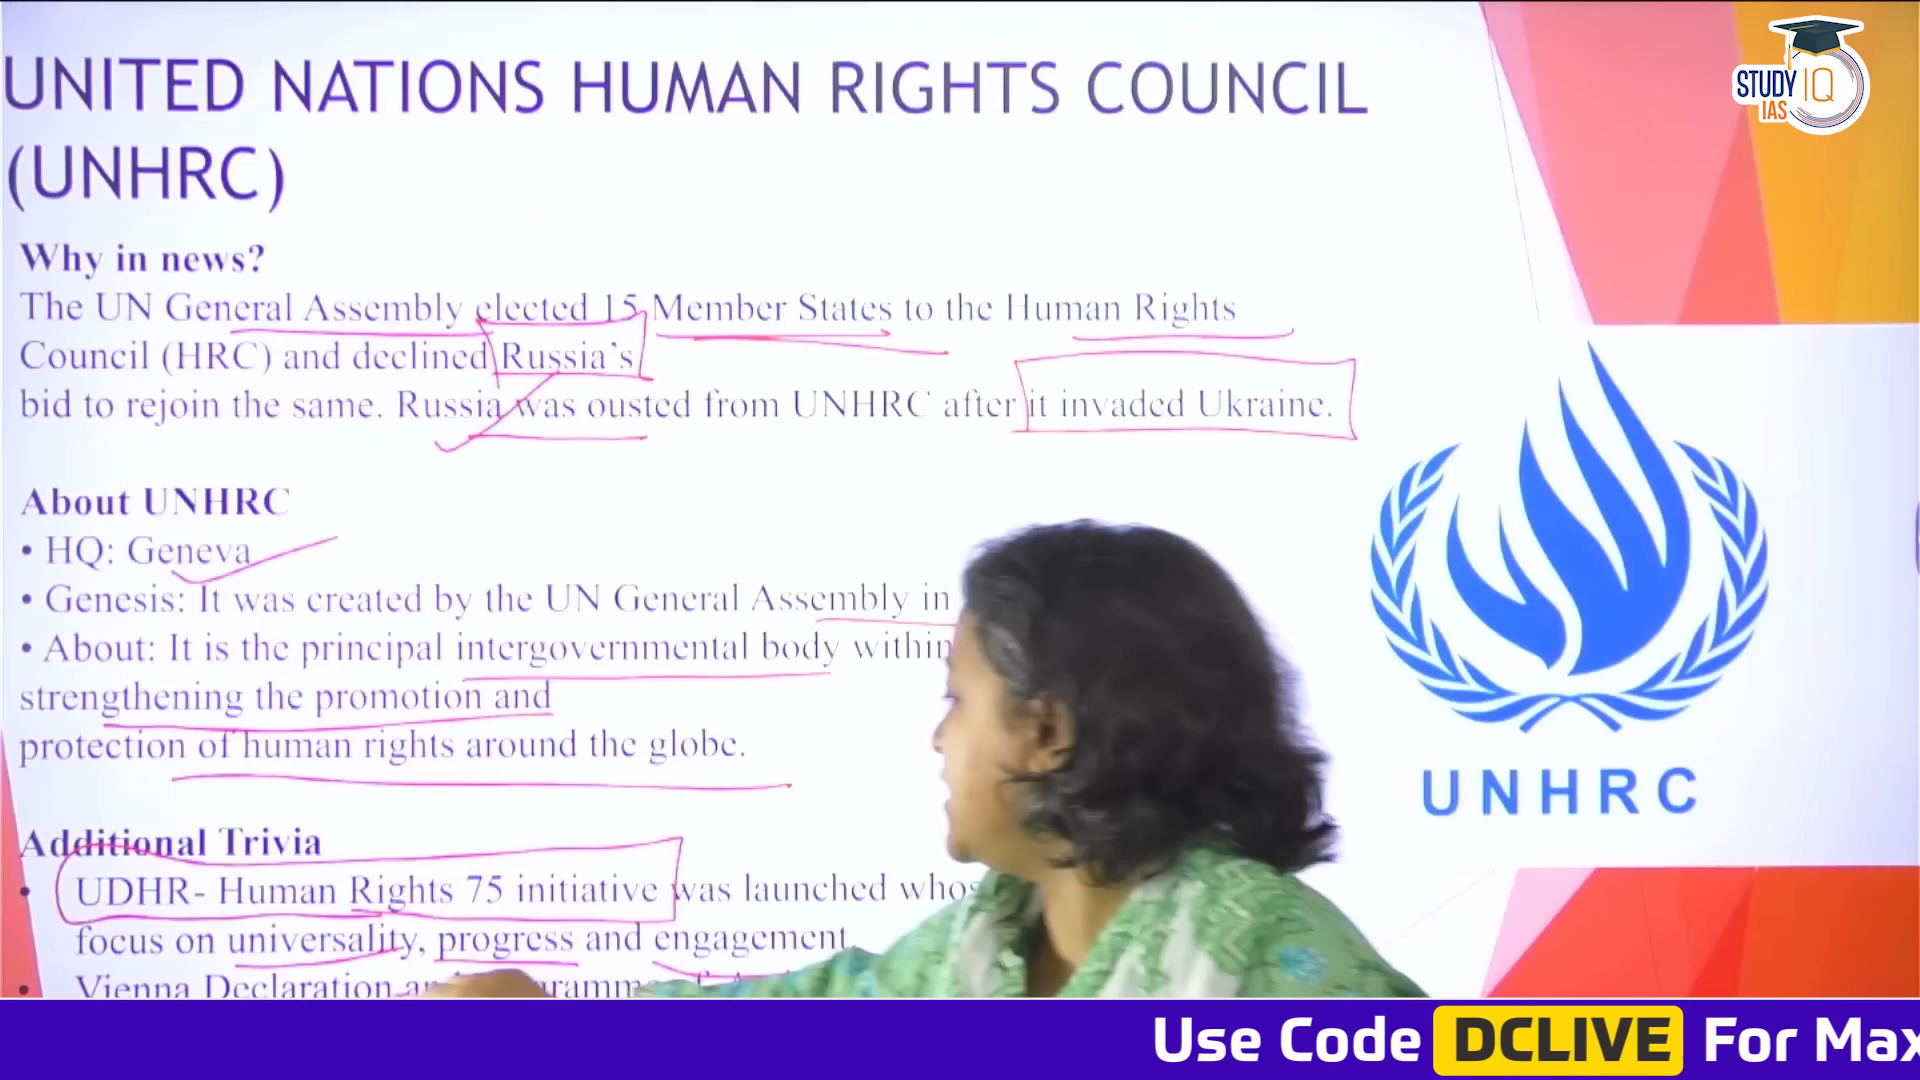 UNITED NATIONS HUMAN RIGHTS COUNCIL
(UNHRC)
STUDY IQ
IAS
Why in news?
The UN General Assembly elected 15 Member States to the Human Rights
Council (HRC) and declined Russia's
bid to rejoin the same. Russia was ousted from UNHRC after it invaded Ukraine.
About UNHRC
• HQ: Geneva
• Genesis: It was created by the UN General Assembly in
• About: It is the principal intergovernmental body within
strengthening the promotion and
protection of human rights around the globe.
UNHRC
Additional Trivia
• UDHR- Human Rights 75 initiative was launched
focus on universality, progress and engagement.
• Vienna Declaration
Use Code DCLIVE For Max